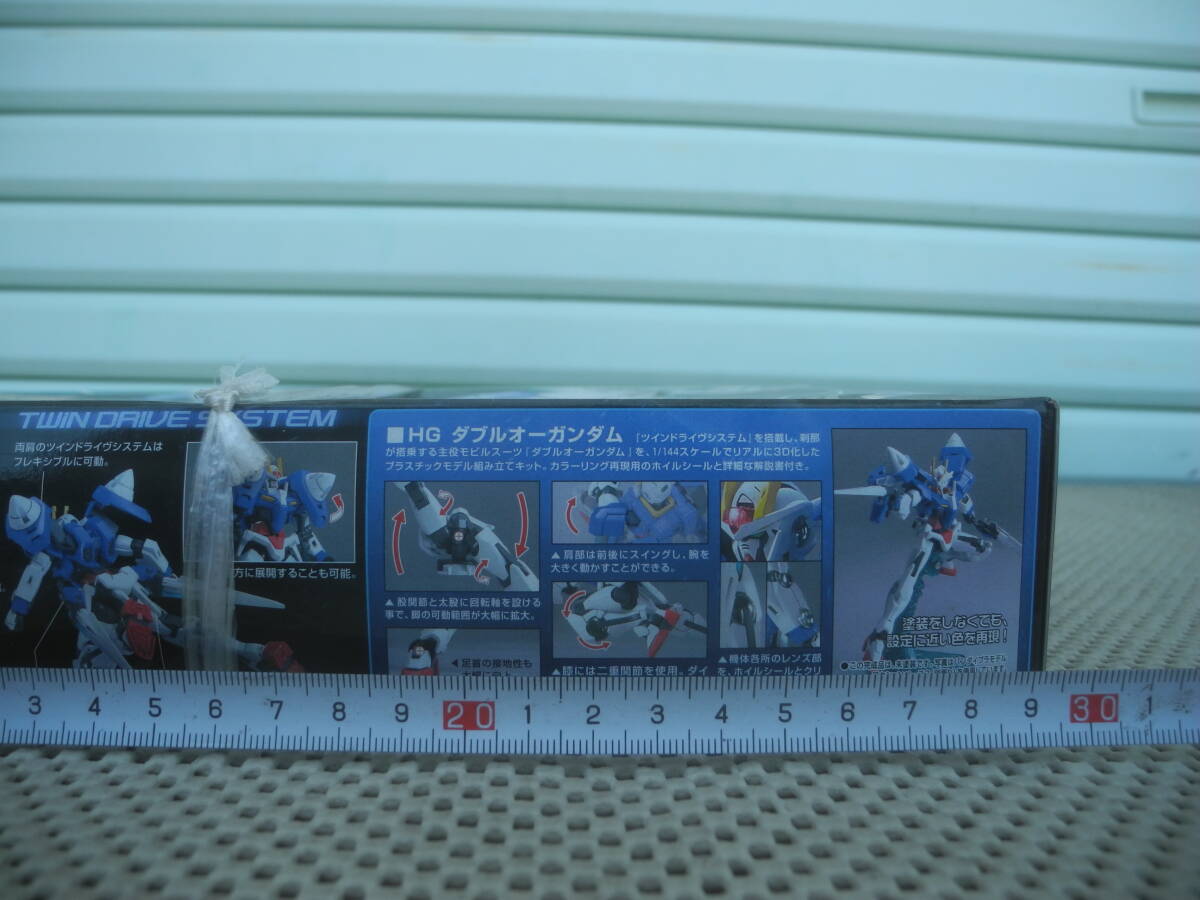 TWIN DRIVE SYSTEM
両肩のツインドライヴシステムは
フレキシブルに可動。
方に展開することも可能。
■HG ダブルオーガンダム 「ツインドライヴシステム」を搭載し、刹那
が搭乗する主役モビルスーツ「ダブルオーガンダム」を、1/144スケールでリアルに3D化した
プラスチックモデル組み立てキット。カラーリング再現用のホイルシールと詳細な解説書付き。
▲股関節と太股に回転軸を設ける
事で、脚の可動範囲が大幅に拡大。
◀足首の接地性も
▲肩部は前後にスイングし、腕を
大きく動かすことができる。
▲膝には二重関節を使用。ダイ
▲機体各所のレンズ部
を、ホイルシールとクリ
塗装をしなくても、
設定に近い色を再現!
3 4 5 6 7 8 9 20 1 2 3 4 5 6 7 8 9 30 1